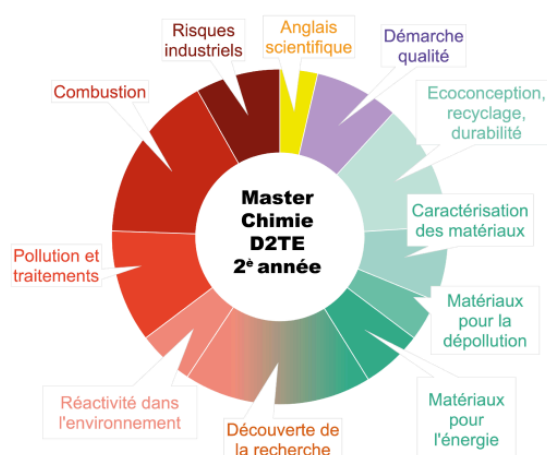 Risques
industriels
Anglais
scientifique
Démarche
qualité
Combustion
Ecoconception,
recyclage,
durabilité
Master
Chimie
D2TE
2è année
Caractérisation
des matériaux
Pollution et
traitements
Matériaux
pour la
dépollution
Réactivité dans
l'environnement
Découverte de
la recherche
Matériaux
pour
l'énergie